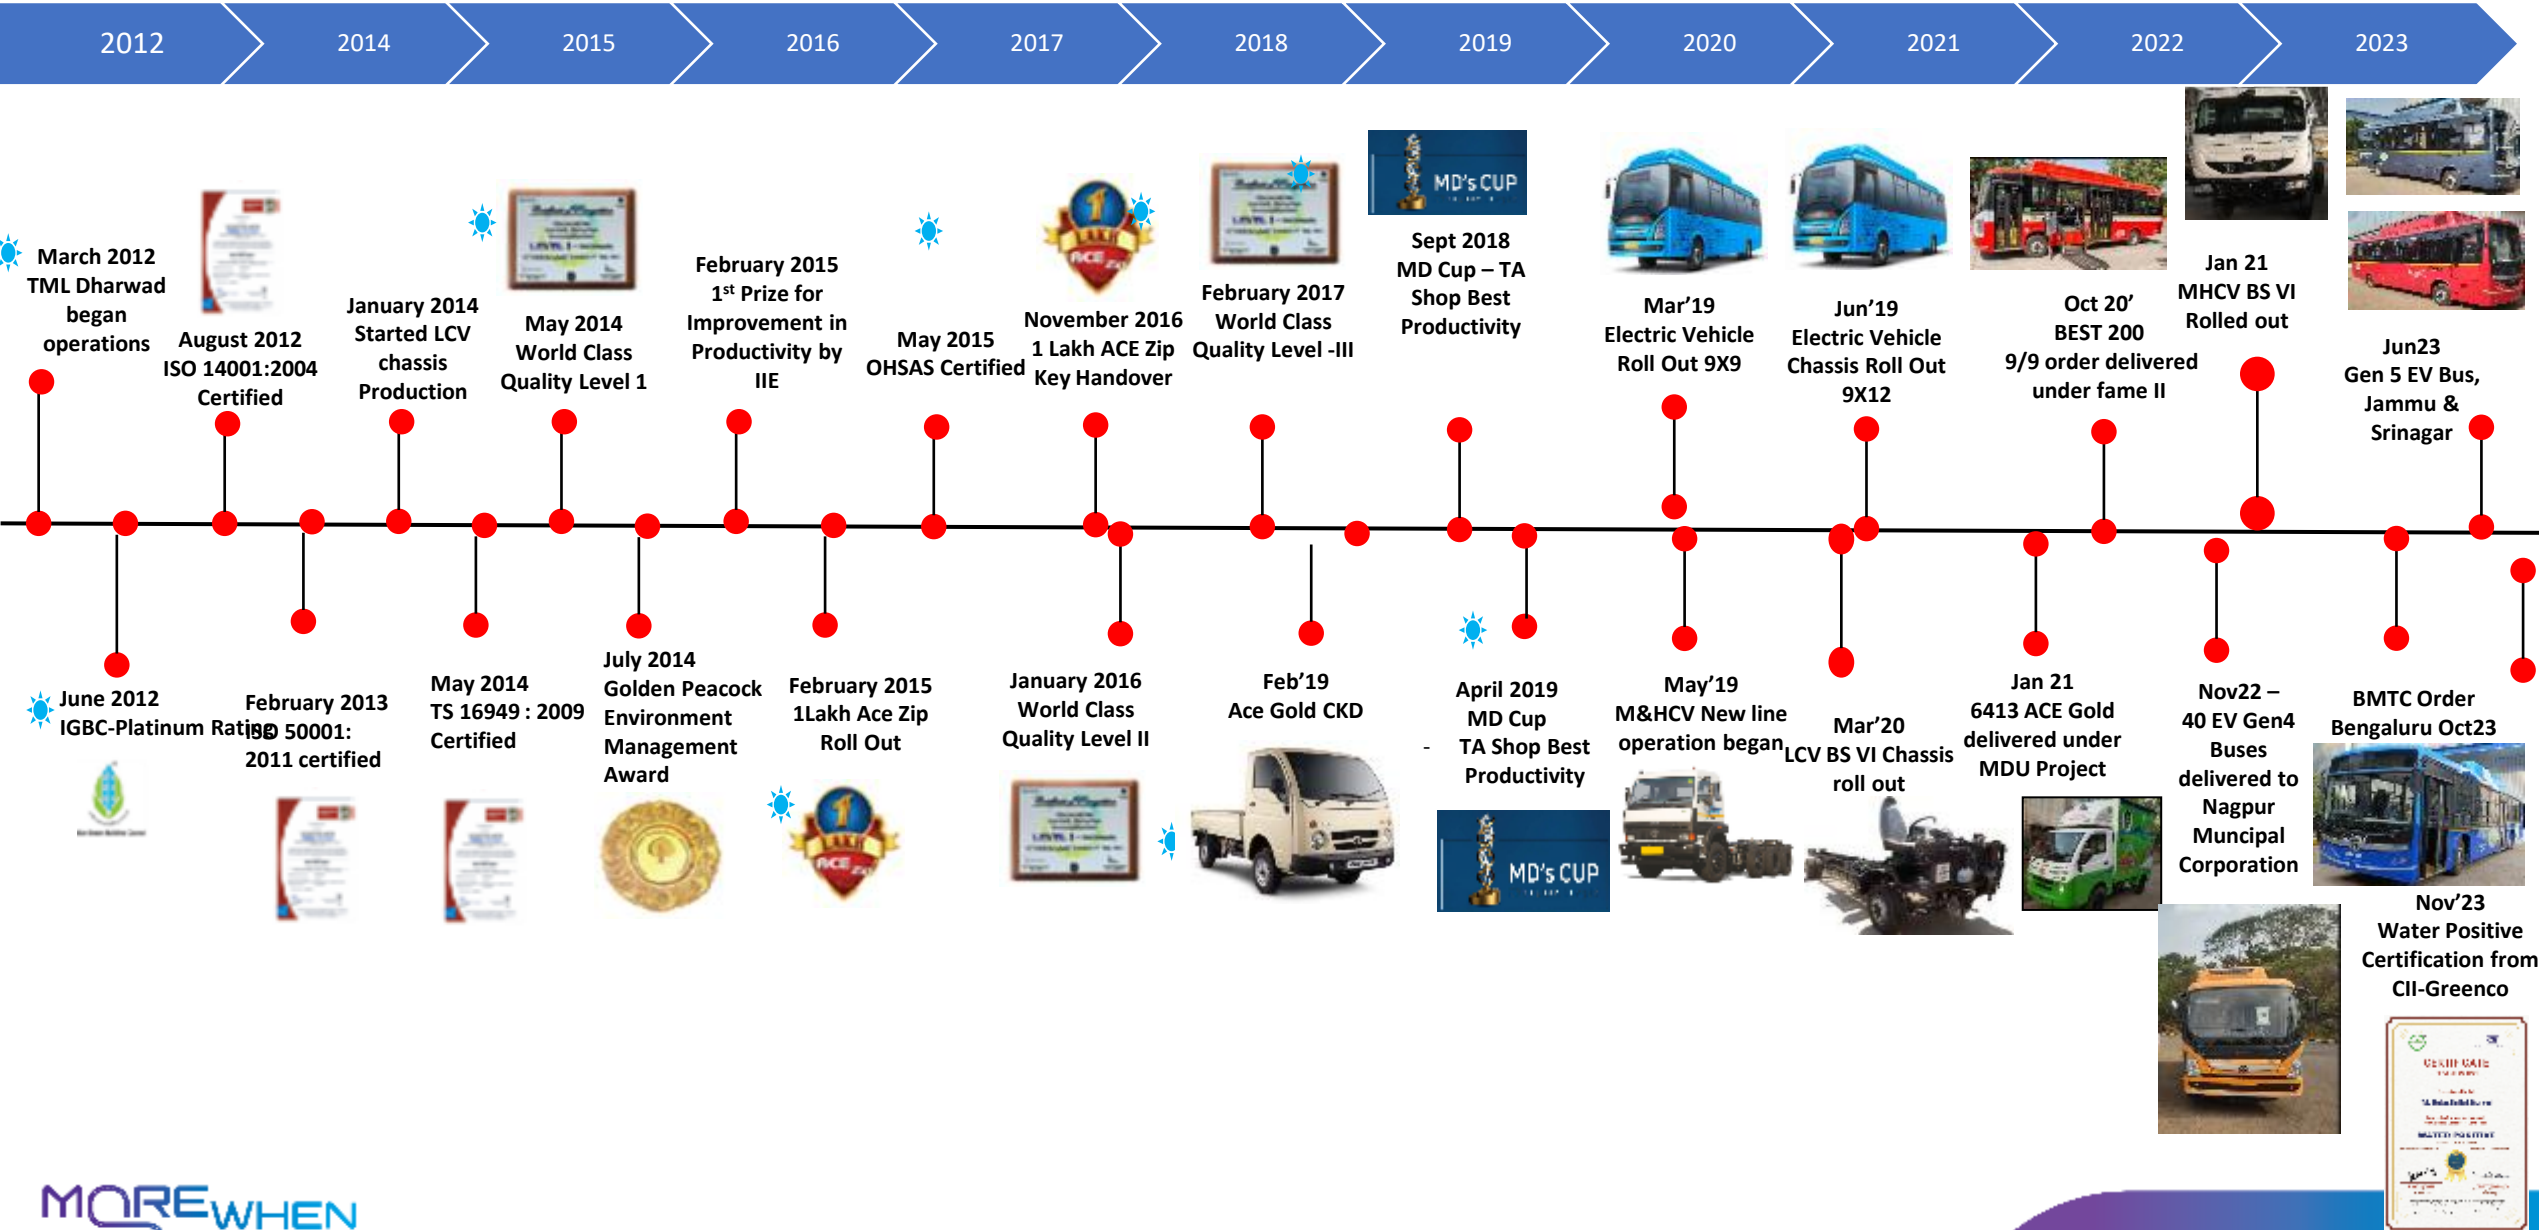 2012
2014
2015
2016
2017
2018
2019
2020
2021
2022
2023
March 2012
TML Dharwad
began
operations
August 2012
ISO 14001:2004
Certified
January 2014
Started LCV
chassis
Production
May 2014
World Class
Quality Level 1
February 2015
1st Prize for
Improvement in
Productivity by
IIE
May 2015
OHSAS Certified
1
LAKH
ACE Zip
November 2016
1 Lakh ACE Zip
Key Handover
February 2017
World Class
Quality Level -III
MD's CUP
Sept 2018
MD Cup – TA
Shop Best
Productivity
Mar'19
Electric Vehicle
Roll Out 9X9
Jun'19
Electric Vehicle
Chassis Roll Out
9X12
Oct 20'
BEST 200
9/9 order delivered
under fame II
Jan 21
MHCV BS VI
Rolled out
Jun23
Gen 5 EV Bus,
Jammu &
Srinagar
June 2012
IGBC-Platinum Rating
February 2013
ISO 50001:
2011 certified
May 2014
TS 16949 : 2009
Certified
July 2014
Golden Peacock
Environment
Management
Award
February 2015
1Lakh Ace Zip
Roll Out
1
LAKH
ACE Zip
January 2016
World Class
Quality Level II
Feb'19
Ace Gold CKD
April 2019
MD Cup
- TA Shop Best
Productivity
MD's CUP
May'19
M&HCV New line
operation began
Mar'20
LCV BS VI Chassis
roll out
Jan 21
6413 ACE Gold
delivered under
MDU Project
Nov22 –
40 EV Gen4
Buses
delivered to
Nagpur
Muncipal
Corporation
BMTC Order
Bengaluru Oct23
Nov'23
Water Positive
Certification from
CII-Greenco
CERTIFICATE
WATER POSITIVE
MOREWHEN